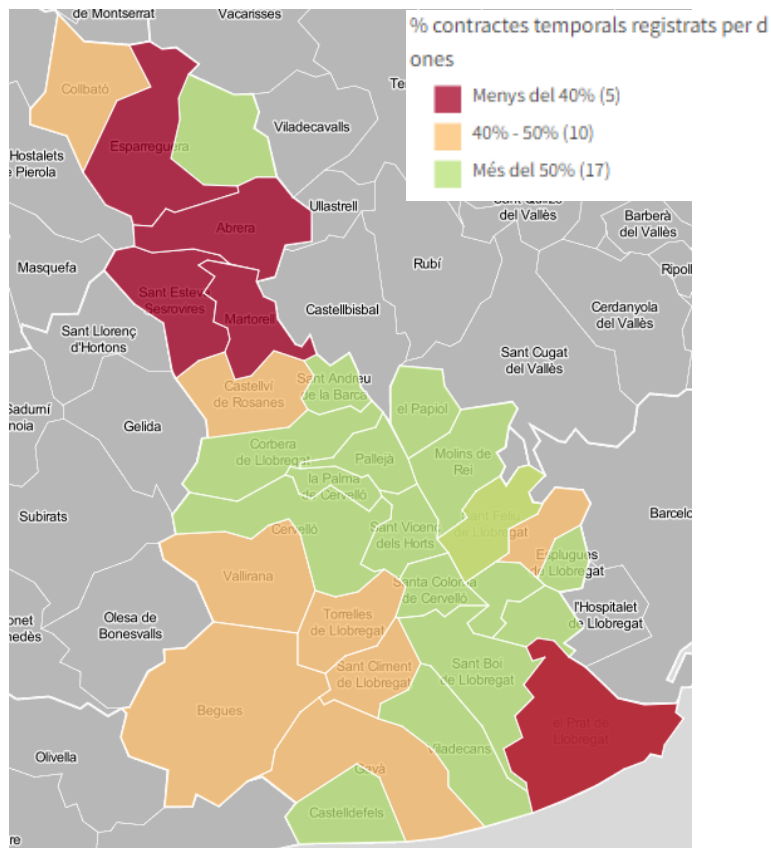 de Montserrat
Vacarisses
% contractes temporals registrats per d
ones
Menys del 40% (5)
40% - 50% (10)
Més del 50% (17)
Collbató
Te
Viladecavalls
Esparreguera
Hostalets
e Pierola
Ullastrell
del Vallès
Barberà
del Vallès
Abrera
Masquefa
Rubí
Ripoll
Sant Esteve
Sesrovires
Martorell
Castellbisbal
Cerdanyola
del Vallès
Sant Llorenç
d'Hortons
Sant Cugat
del Vallès
Castellví
de Rosanes
Sant Andreu
de la Barca
Sadurní
noia
el Papiol
Gelida
Corbera
de Llobregat
Pallejà
Molins de
Rei
la Palma
de Cervelló
Subirats
Cervelló
Sant Vicenç
dels Horts
Sant Feliu
de Llobregat
Barcelo
Esplugues
de Llobregat
Vallirana
Santa Coloma
de Cervelló
Olesa de
Bonesvalls
onet
nedès
Torrelles
de Llobregat
l'Hospitalet
de Llobregat
Sant Climent
de Llobregat
Sant Boi
de Llobregat
Begues
el Prat de
Llobregat
Olivella
Viladecans
Gavà
Castelldefels
re